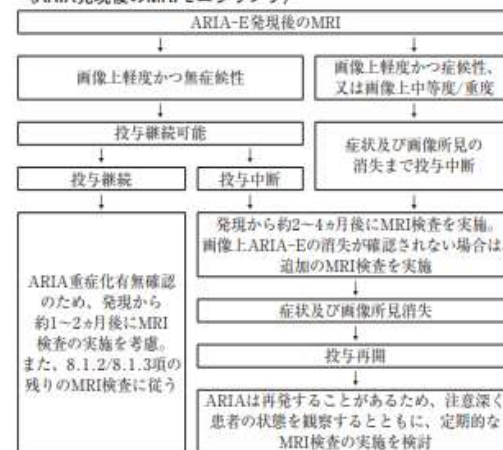 ARIA-E発現後のMRI
画像上軽度かつ無症候性
画像上軽度かつ症候性、
又は画像上中等度/重度
投与継続可能
症状及び画像所見の
消失まで投与中断
投与継続
投与中断
ARIA重症化有無確認
のため、発現から
約1~2ヵ月後にMRI
検査の実施を考慮。
また、8.1.2/8.1.3項の
残りのMRI検査に従う
発現から約2~4ヵ月後にMRI検査を実施。
画像上ARIA-Eの消失が確認されない場合は
追加のMRI検査を実施
症状及び画像所見消失
投与再開
ARIAは再発することがあるため、注意深く
患者の状態を観察するとともに、定期的な
MRI検査の実施を検討